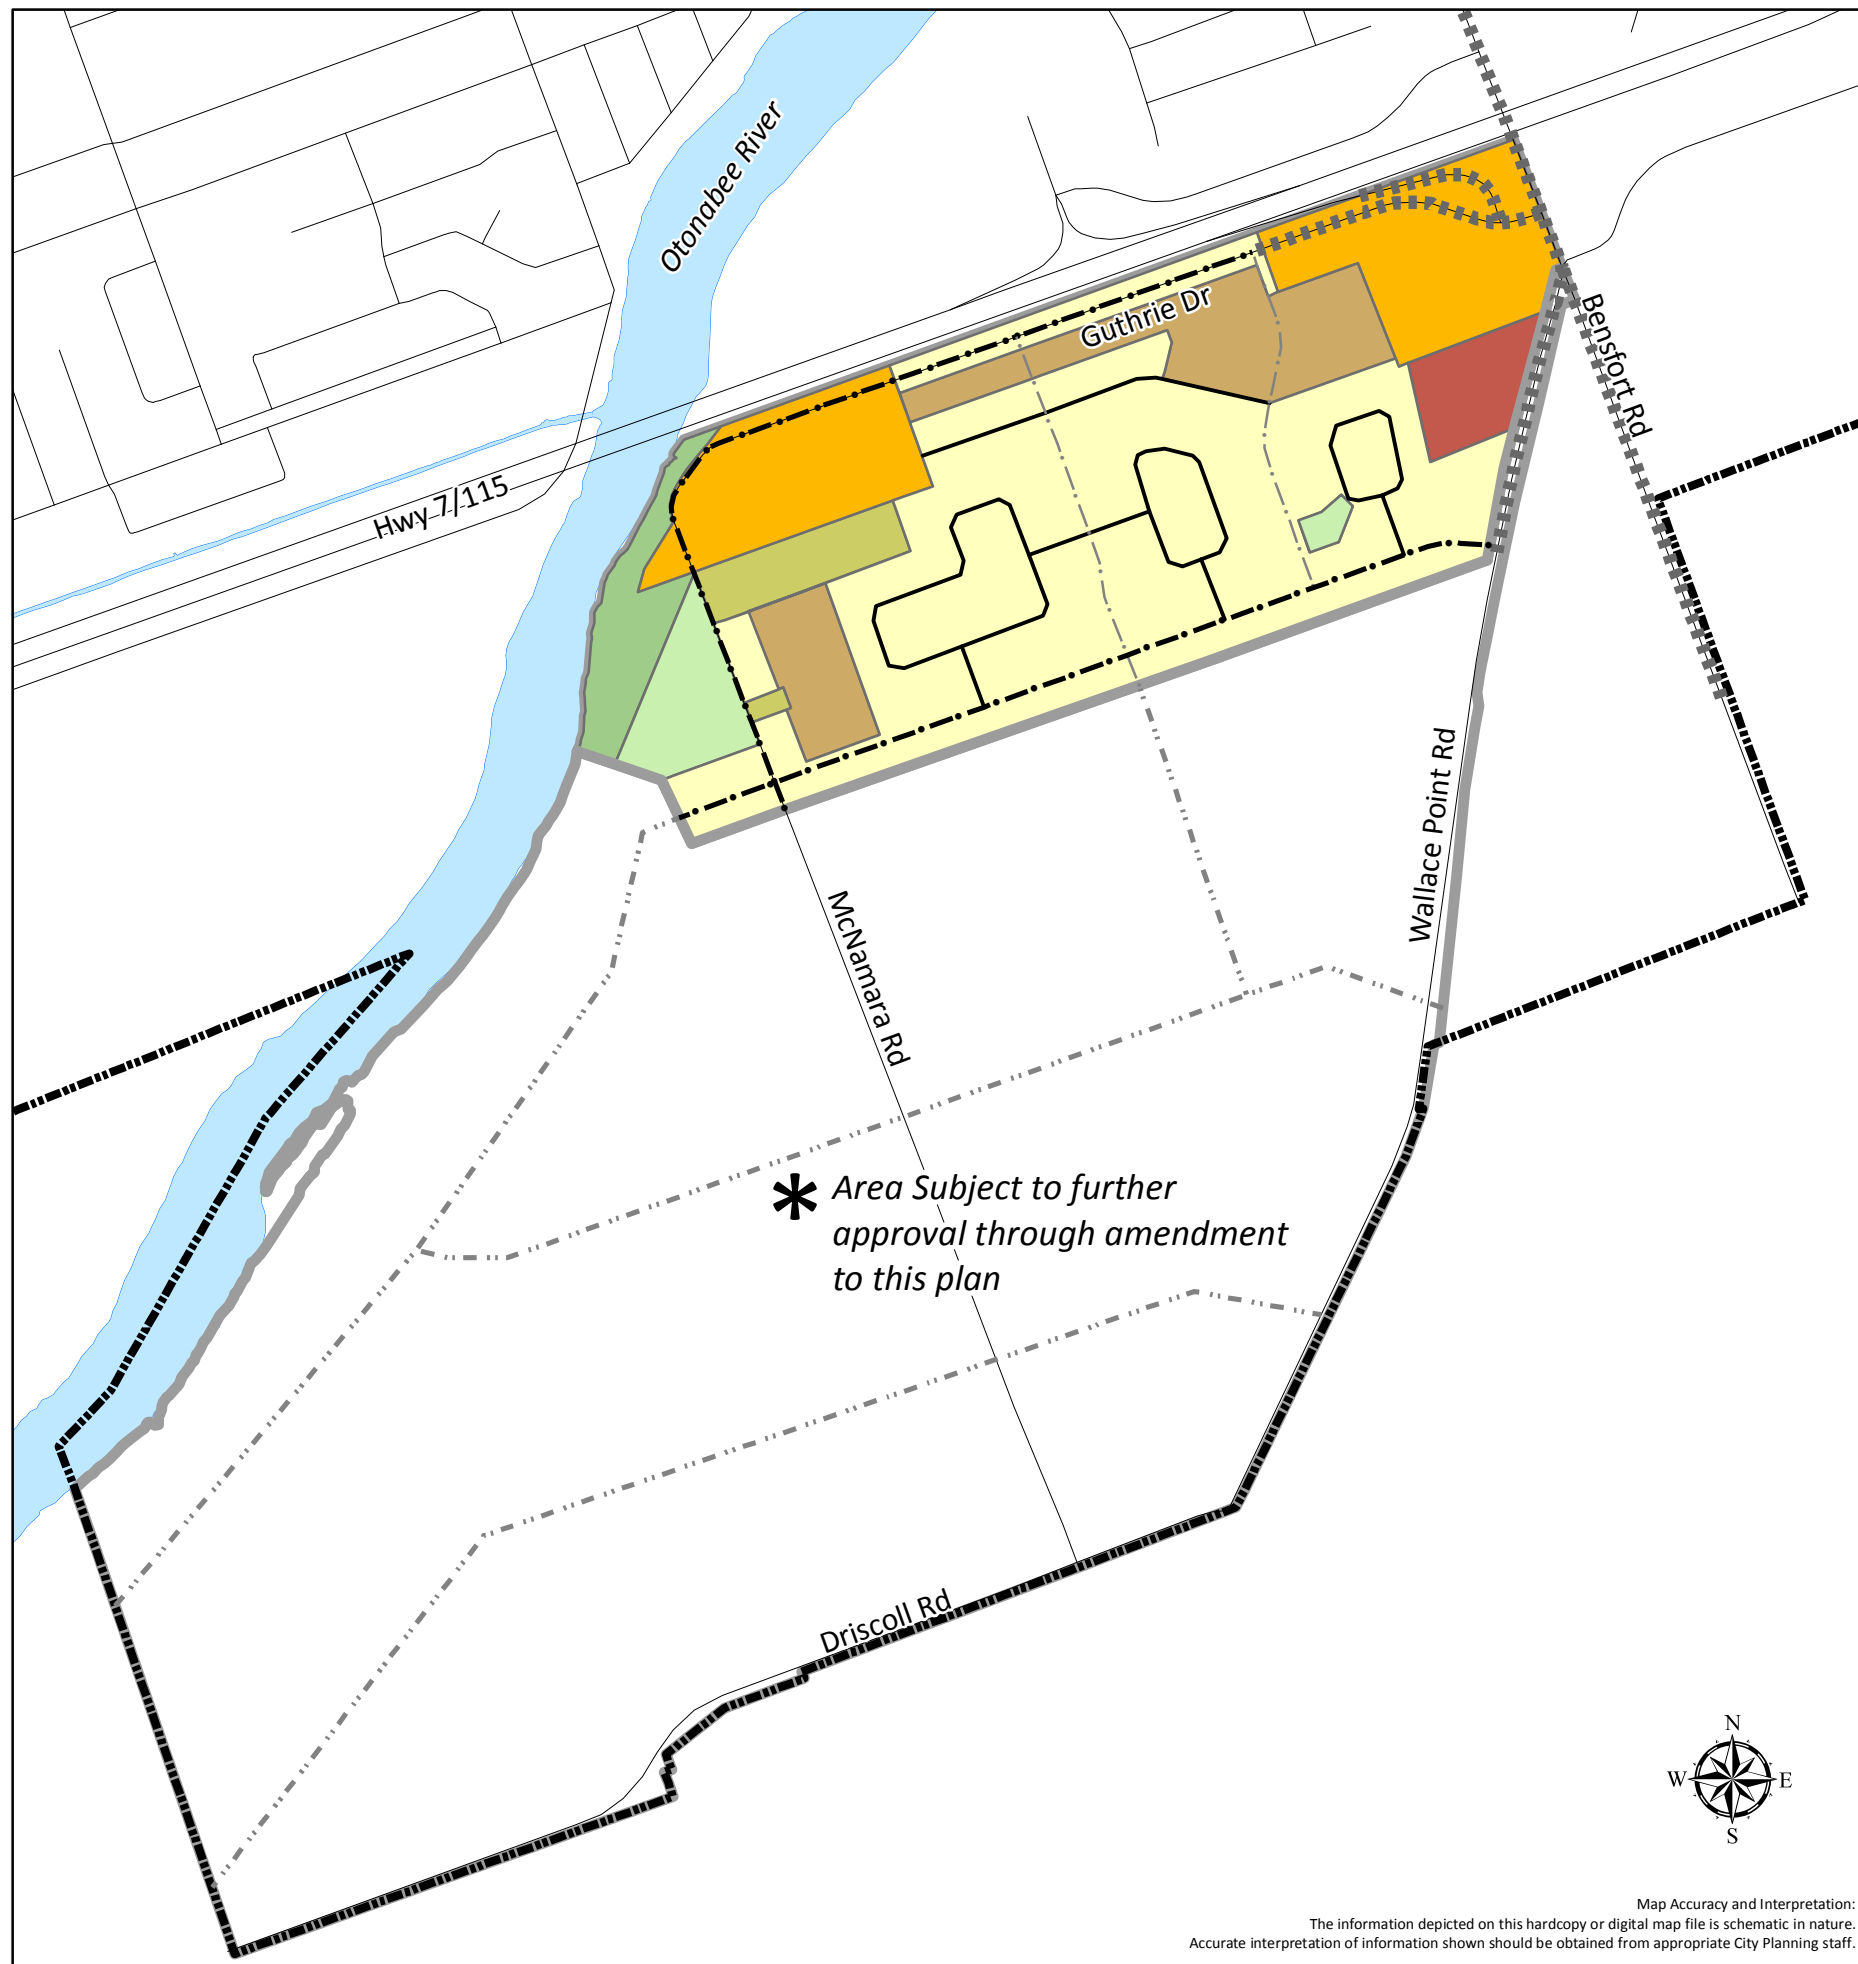 Otonabee River
Guthrie Dr
Bensfort Rd
Hwy 7/115
Wallace Point Rd
McNamara Rd
* Area Subject to further
approval through amendment
to this plan
Driscoll Rd
N
W E
S
Map Accuracy and Interpretation:
The information depicted on this hardcopy or digital map file is schematic in nature.
Accurate interpretation of information shown should be obtained from appropriate City Planning staff.